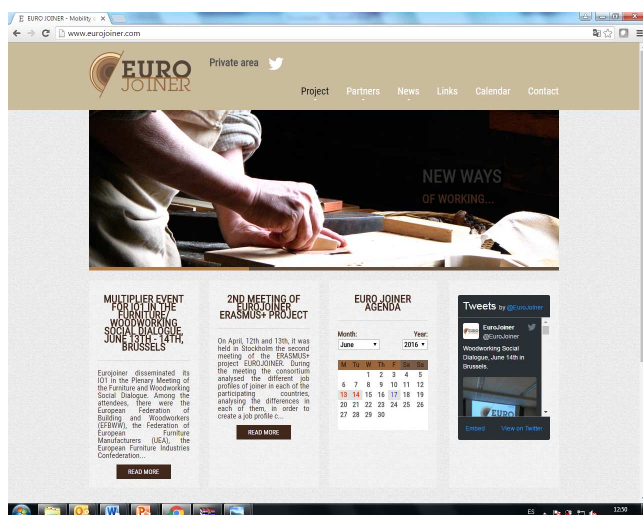 EURO JOINER - Mobility o
www.eurojoiner.com
EURO
JOINER
Private area
Project Partners News Links Calendar Contact
NEW WAYS
OF WORKING...
MULTIPLIER EVENT
FOR IO1 IN THE
FURNITURE/
WOODWORKING
SOCIAL DIALOGUE,
JUNE 13TH - 14TH,
BRUSSELS
Eurojoiner disseminated its
IO1 in the Plenary Meeting of
the Furniture and Woodworking
Social Dialogue. Among the
attendees, there were the
European Federation of
Building and Woodworkers
(EFBWW), the Federation of
European Furniture
Manufacturers (UEA), the
European Furniture Industries
Confederation...
READ MORE
2ND MEETING OF
EUROJOINER
ERASMUS+ PROJECT
On April, 12th and 13th, it was
held in Stockholm the second
meeting of the ERASMUS+
project EUROJOINER. During
the meeting the consortium
analysed the different job
profiles of joiner in each of the
participating countries,
analysing the differences in
each of them, in order to
create a job profile c...
READ MORE
EURO JOINER
AGENDA
Month: Year:
June 2016
M Tu W Th F Sa Su
1 2 3 4 5
6 7 8 9 10 11 12
13 14 15 16 17 18 19
20 21 22 23 24 25 26
27 28 29 30
Tweets by @EuroJoiner
EuroJoiner
@EuroJoiner
Woodworking Social
Dialogue, June 14th in
Brussels.
EURO
Embed View on Twitter
ES 12:50